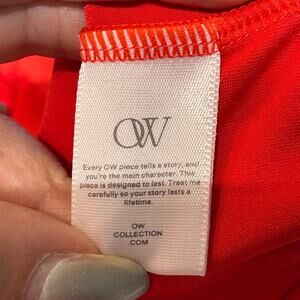 OW
Every OW piece tells a story, and
you're the main character. This
piece is designed to last. Treat me
carefully so your story lasts a
lifetime.
OW
COLLECTION
.COM